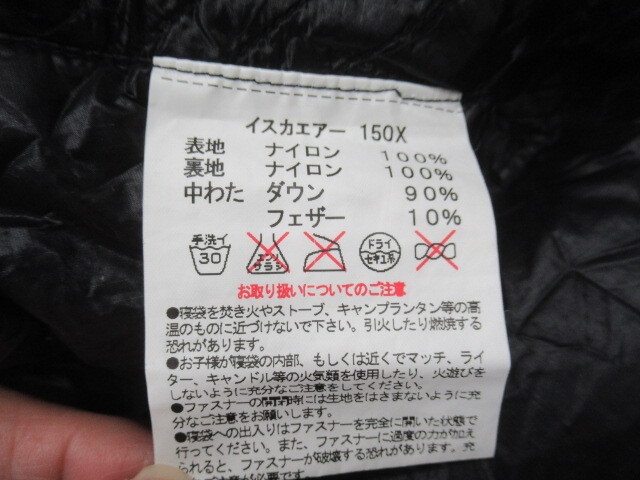 イスカエアー 150X
表地 ナイロン 100%
裏地 ナイロン 100%
中わた ダウン 90%
フェザー 10%
手洗イ 30 エンソ サラシ ドライ セキユ系
お取り扱いについてのご注意
●寝袋を焚き火やストーブ、キャンプランタン等の高
温のものに近づけないで下さい。引火したり燃焼する
恐れがあります。
●お子様が寝袋の内部、もしくは近くでマッチ、ライ
ター、キャンドル等の火気類を使用したり、火遊びを
しないように充分なご注意をしてください。
●ファスナーの開閉時には生地をはさまないように充
分なご注意をお願いします。
●寝袋への出入りはファスナーを完全に開いた状態で
行ってください。また、ファスナーに過度の力が加え
られると、ファスナーが破壊する恐れがあります。充
ご注意が必要です。